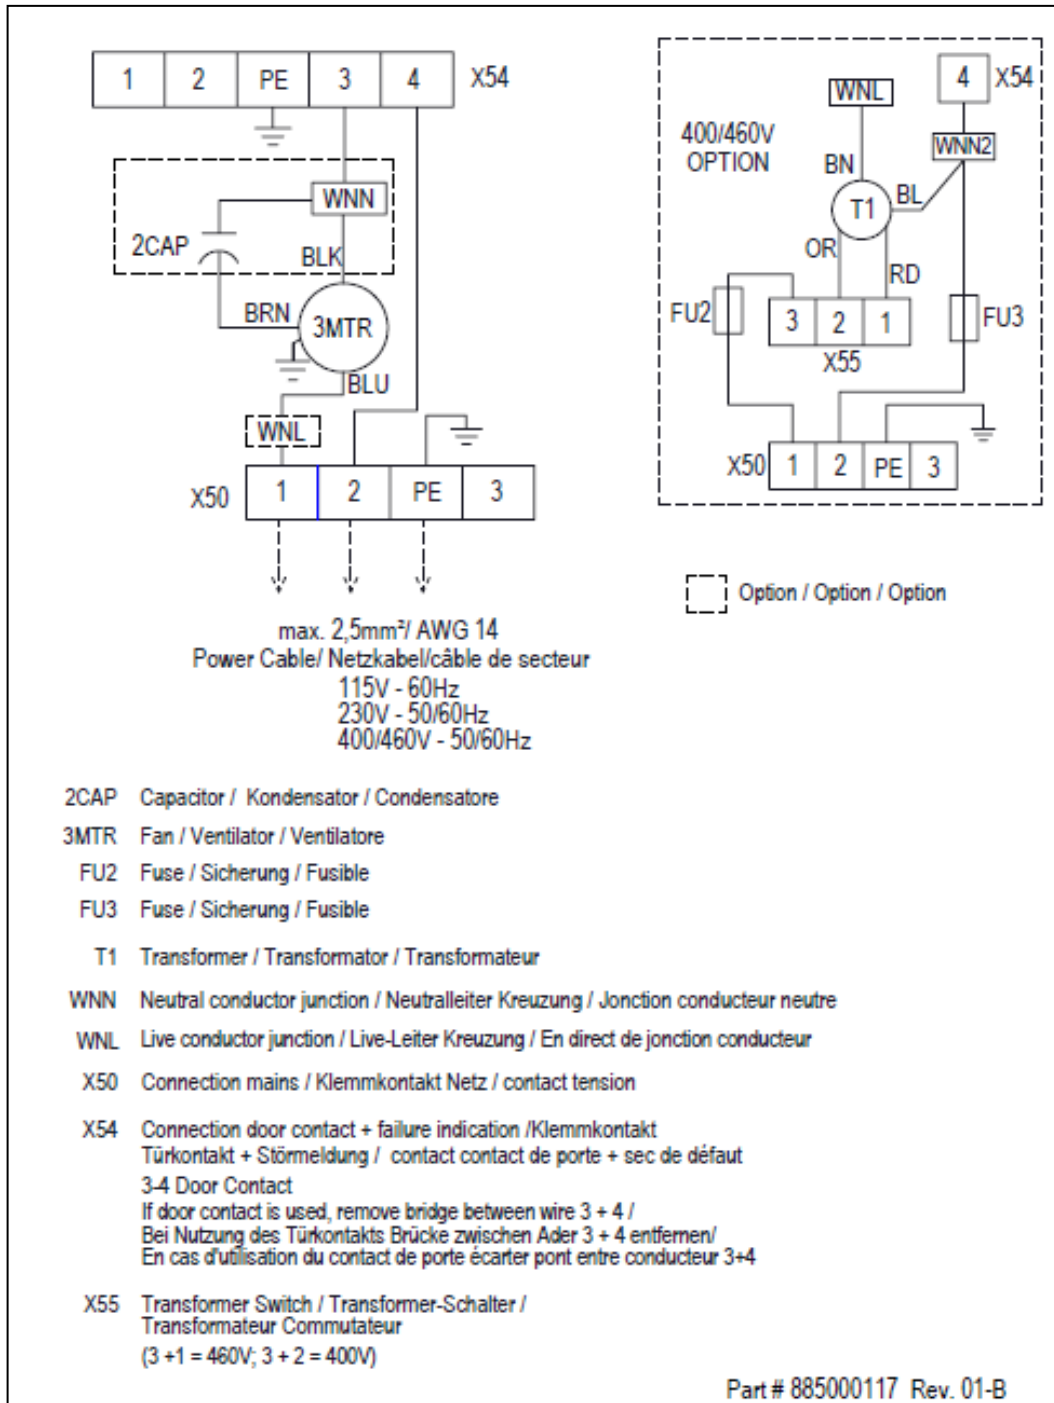 1 2 PE 3 4 X54
WNN
2CAP
BLK
BRN
3MTR
BLU
WNL
X50 1 2 PE 3
max. 2,5mm²/ AWG 14
Power Cable/ Netzkabel/câble de secteur
115V - 60Hz
230V - 50/60Hz
400/460V - 50/60Hz
WNL
4 X54
400/460V
OPTION
WNN2
BN
BL
T1
OR
RD
FU2
3 2 1
FU3
X55
X50 1 2 PE 3
Option / Option / Option
2CAP Capacitor / Kondensator / Condensatore
3MTR Fan / Ventilator / Ventilatore
FU2 Fuse / Sicherung / Fusible
FU3 Fuse / Sicherung / Fusible
T1 Transformer / Transformator / Transformateur
WNN Neutral conductor junction / Neutralleiter Kreuzung / Jonction conducteur neutre
WNL Live conductor junction / Live-Leiter Kreuzung / En direct de jonction conducteur
X50 Connection mains / Klemmkontakt Netz / contact tension
X54 Connection door contact + failure indication /Klemmkontakt
Türkontakt + Störmeldung / contact contact de porte + sec de défaut
3-4 Door Contact
If door contact is used, remove bridge between wire 3 + 4 /
Bei Nutzung des Türkontakts Brücke zwischen Ader 3 + 4 entfernen/
En cas d'utilisation du contact de porte écarter pont entre conducteur 3+4
X55 Transformer Switch / Transformer-Schalter /
Transformateur Commutateur
(3 +1 = 460V; 3 + 2 = 400V)
Part # 885000117 Rev. 01-B